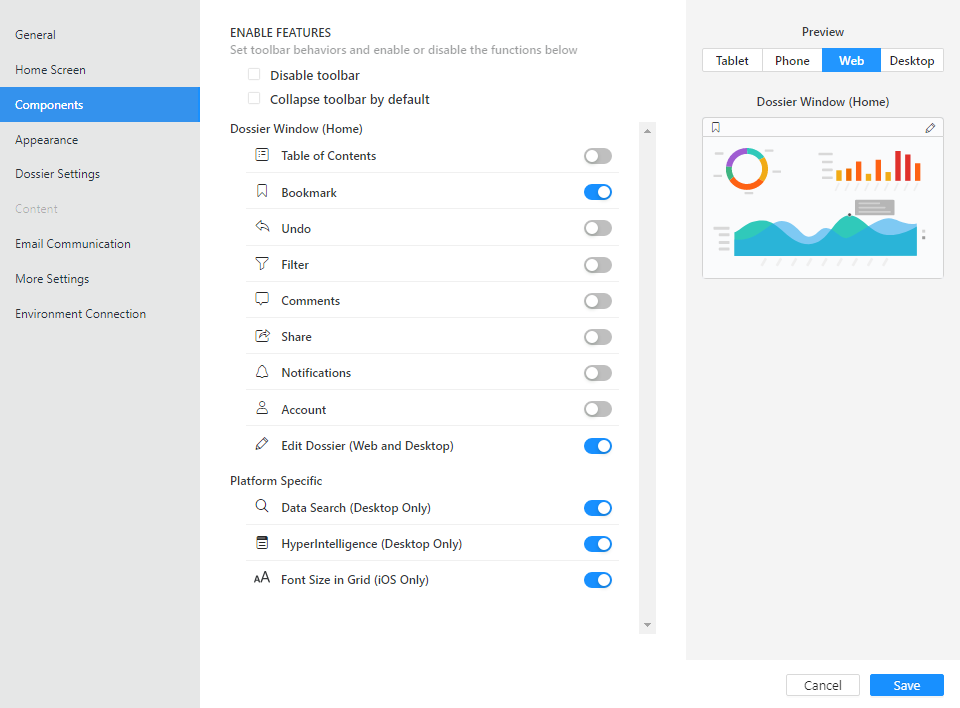 General
Home Screen
Components
Appearance
Dossier Settings
Content
Email Communication
More Settings
Environment Connection
ENABLE FEATURES
Set toolbar behaviors and enable or disable the functions below
Disable toolbar
Collapse toolbar by default
Dossier Window (Home)
Table of Contents
Bookmark
Undo
Filter
Comments
Share
Notifications
Account
Edit Dossier (Web and Desktop)
Platform Specific
Data Search (Desktop Only)
HyperIntelligence (Desktop Only)
AA Font Size in Grid (iOS Only)
Preview
Tablet Phone Web Desktop
Dossier Window (Home)
Cancel Save